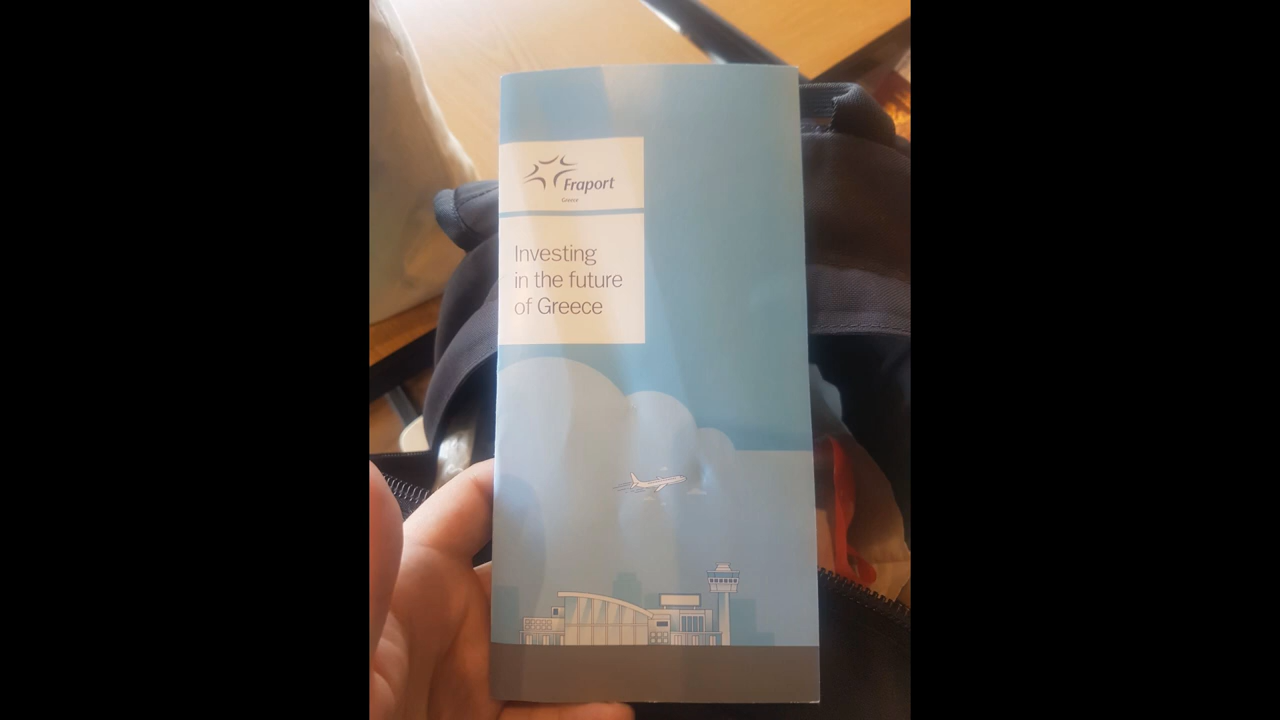 Fraport
Greece
Investing
in the future
of Greece